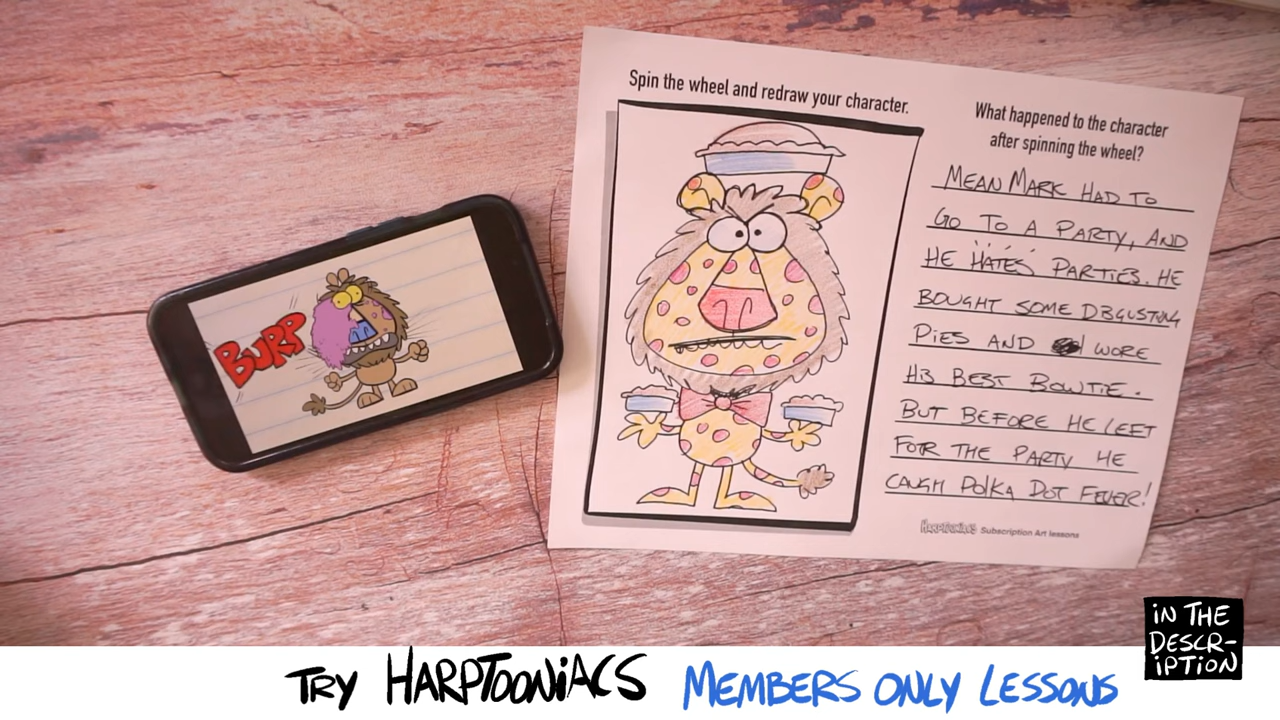 BURP
Spin the wheel and redraw your character.
What happened to the character
after spinning the wheel?
MEAN MARK HAD TO
GO TO A PARTY, AND
HE HATES PARTIES. HE
BOUGHT SOME DISGUSTING
PIES AND WORE
HIS BEST BOWTIE.
BUT BEFORE HE LEFT
FOR THE PARTY HE
CAUGH POLKA DOT FEVER!
HARPTOONIACS Subscription Art lessons
IN THE
DESCR-
IPTION
TRY HARPTOONIACS MEMBERS ONLY LESSONS